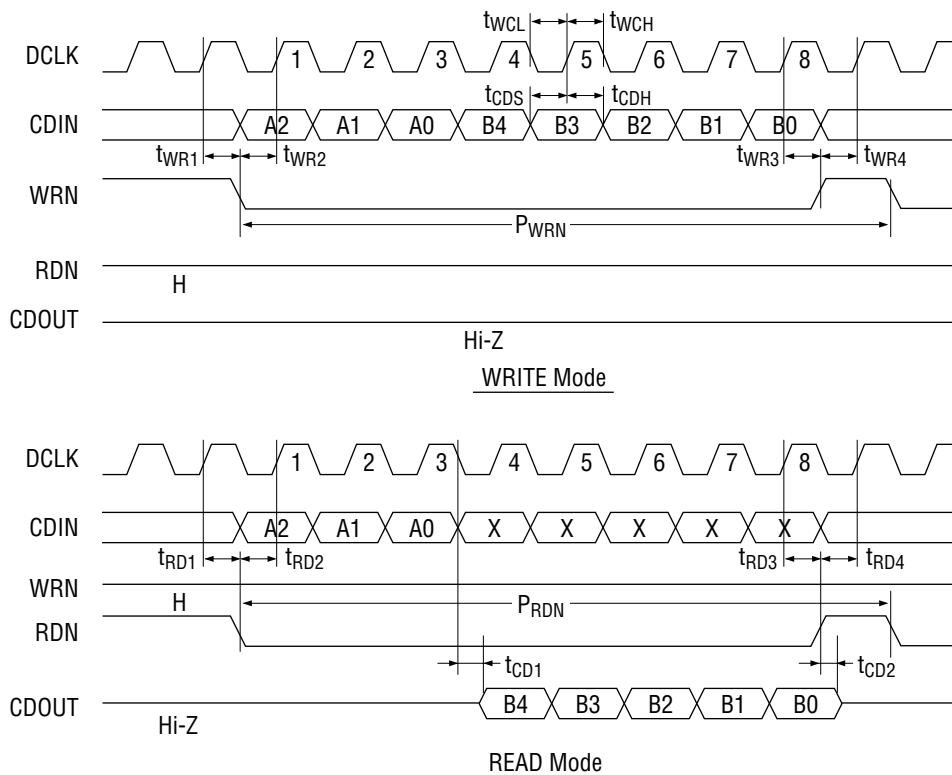 tWCL tWCH
DCLK 1 2 3 4 5 6 7 8
tCDS tCDH
CDIN A2 A1 A0 B4 B3 B2 B1 B0
tWR1 tWR2 tWR3 tWR4
WRN
PWRN
RDN
H
CDOUT
Hi-Z
WRITE Mode
DCLK 1 2 3 4 5 6 7 8
CDIN A2 A1 A0 X X X X X
tRD1 tRD2 tRD3 tRD4
WRN
H PRDN
RDN
tCD1 tCD2
CDOUT B4 B3 B2 B1 B0
Hi-Z
READ Mode